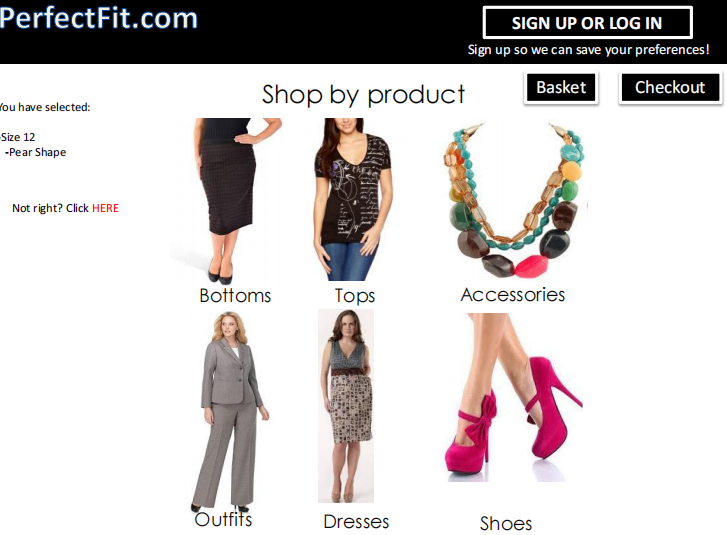 PerfectFit.com
SIGN UP OR LOG IN
Sign up so we can save your preferences!
Shop by product
Basket
Checkout
You have selected:
-Size 12
-Pear Shape
Not right? Click HERE
Bottoms
Tops
Accessories
Outfits
Dresses
Shoes